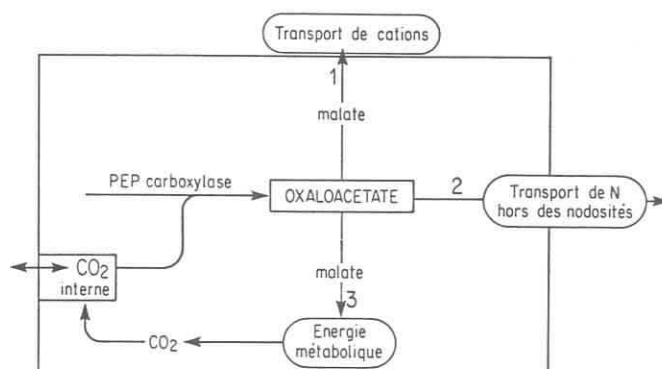 Transport de cations
1
malate
PEP carboxylase
OXALOACETATE
2
Transport de N
hors des nodosités
CO2
interne
malate
3
CO2
Energie
métabolique